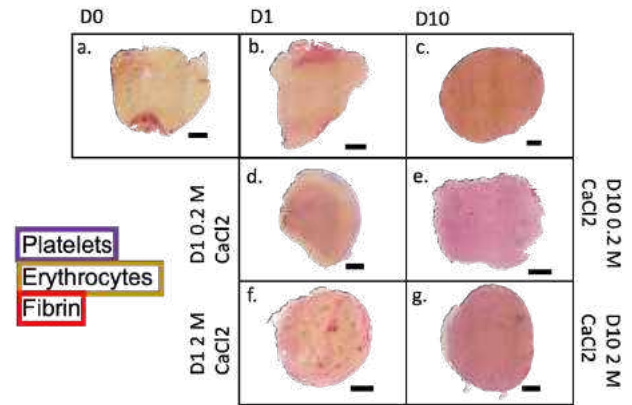 D0 D1 D10
a. b. c.
d. e.
D1 0.2 M
CaCl2
D10 0.2 M
CaCl2
Platelets
Erythrocytes
Fibrin
f. g.
D1 2 M
CaCl2
D10 2 M
CaCl2